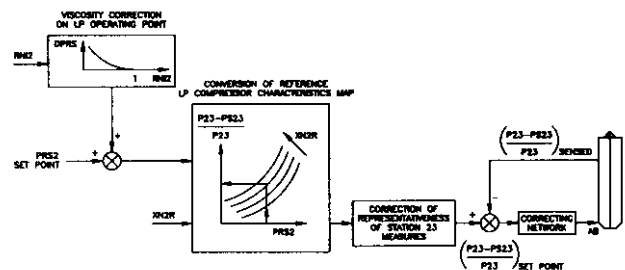 VISCOSITY CORRECTION
ON LP OPERATING POINT
DPRS
RNI2
1 RNI2
CONVERSION OF REFERENCE
LP COMPRESSOR CHARACTERISTICS MAP
P23-PS23
P23
XN2R
+
PRS2
SET POINT
+
XN2R
PRS2
CORRECTION OF
REPRESENTATIVENESS
OF STATION 23
MEASURES
(P23-PS23
P23) SENSED
-
+
(P23-PS23
P23) SET POINT
CORRECTING
NETWORK
A8